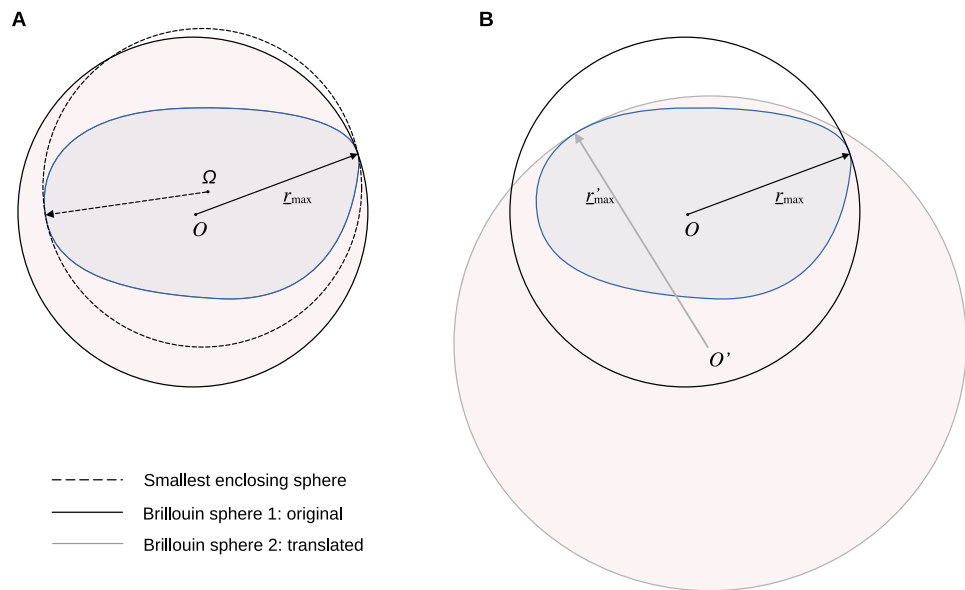 A
Ω
r max
O
Smallest enclosing sphere
Brillouin sphere 1: original
Brillouin sphere 2: translated
B
r' max
r max
O
O'